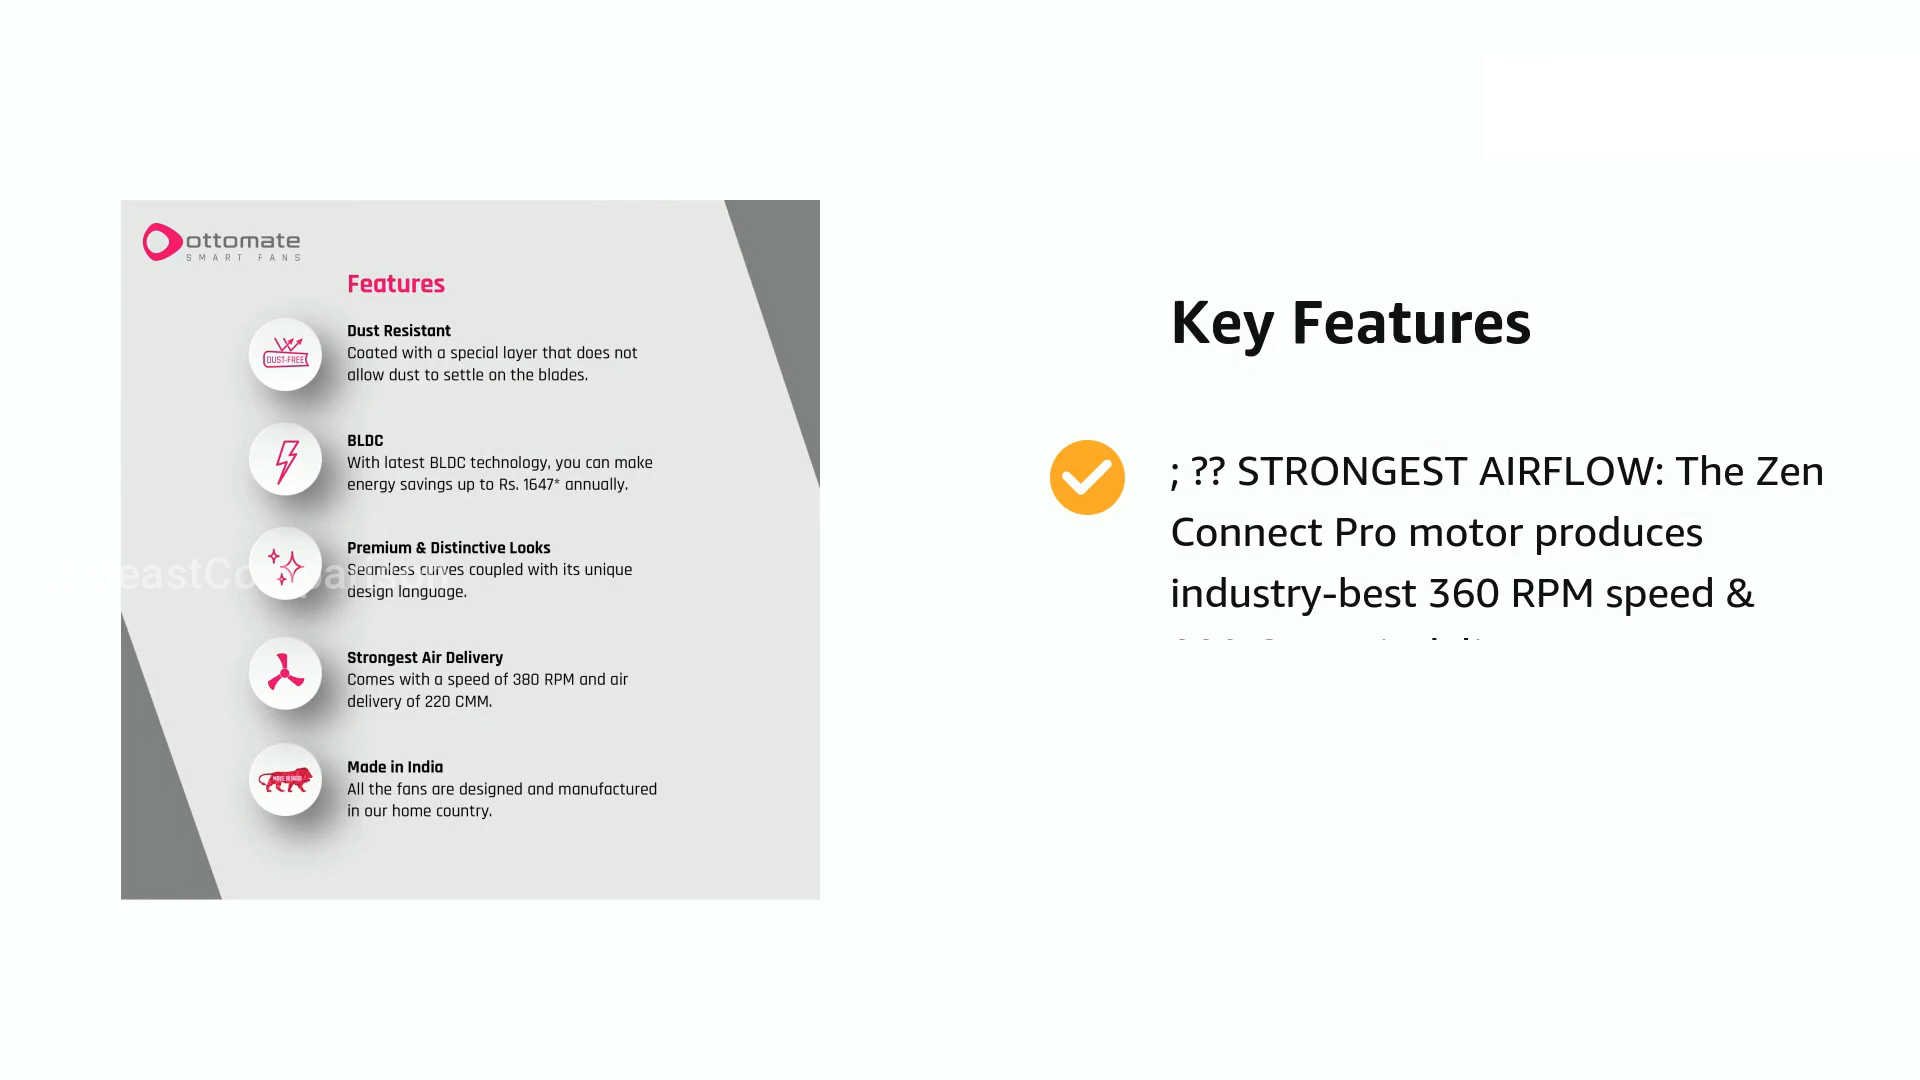 ottomate
SMART FANS
Features
Dust Resistant
Coated with a special layer that does not
allow dust to settle on the blades.
DUST-FREE
BLDC
With latest BLDC technology, you can make
energy savings up to Rs. 1647* annually.
Premium & Distinctive Looks
Seamless curves coupled with its unique
design language.
BeastComparison
Strongest Air Delivery
Comes with a speed of 380 RPM and air
delivery of 220 CMM.
Made in India
All the fans are designed and manufactured
in our home country.
Key Features
; ?? STRONGEST AIRFLOW: The Zen
Connect Pro motor produces
industry-best 360 RPM speed &